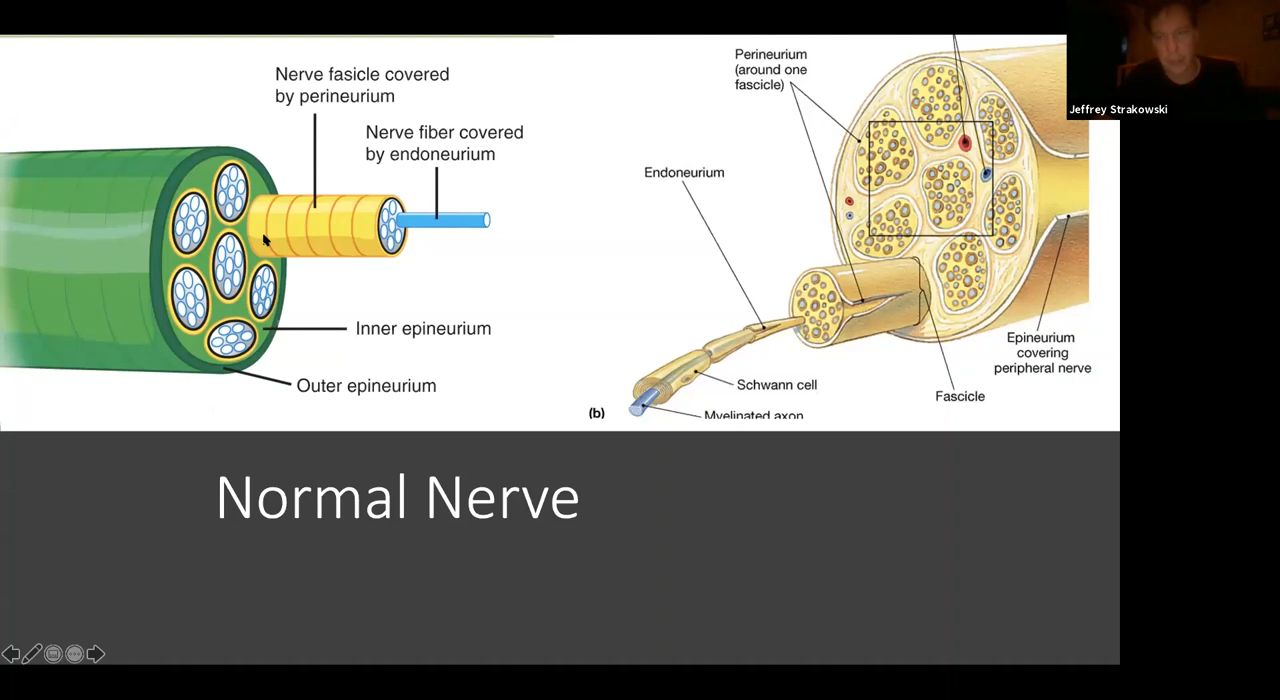 Nerve fasicle covered
by perineurium
Nerve fiber covered
by endoneurium
Inner epineurium
Outer epineurium
Perineurium
(around one
fascicle)
Endoneurium
Schwann cell
Myelinated axon
(b)
Epineurium
covering
peripheral nerve
Fascicle
Jeffrey Strakowski
Normal Nerve